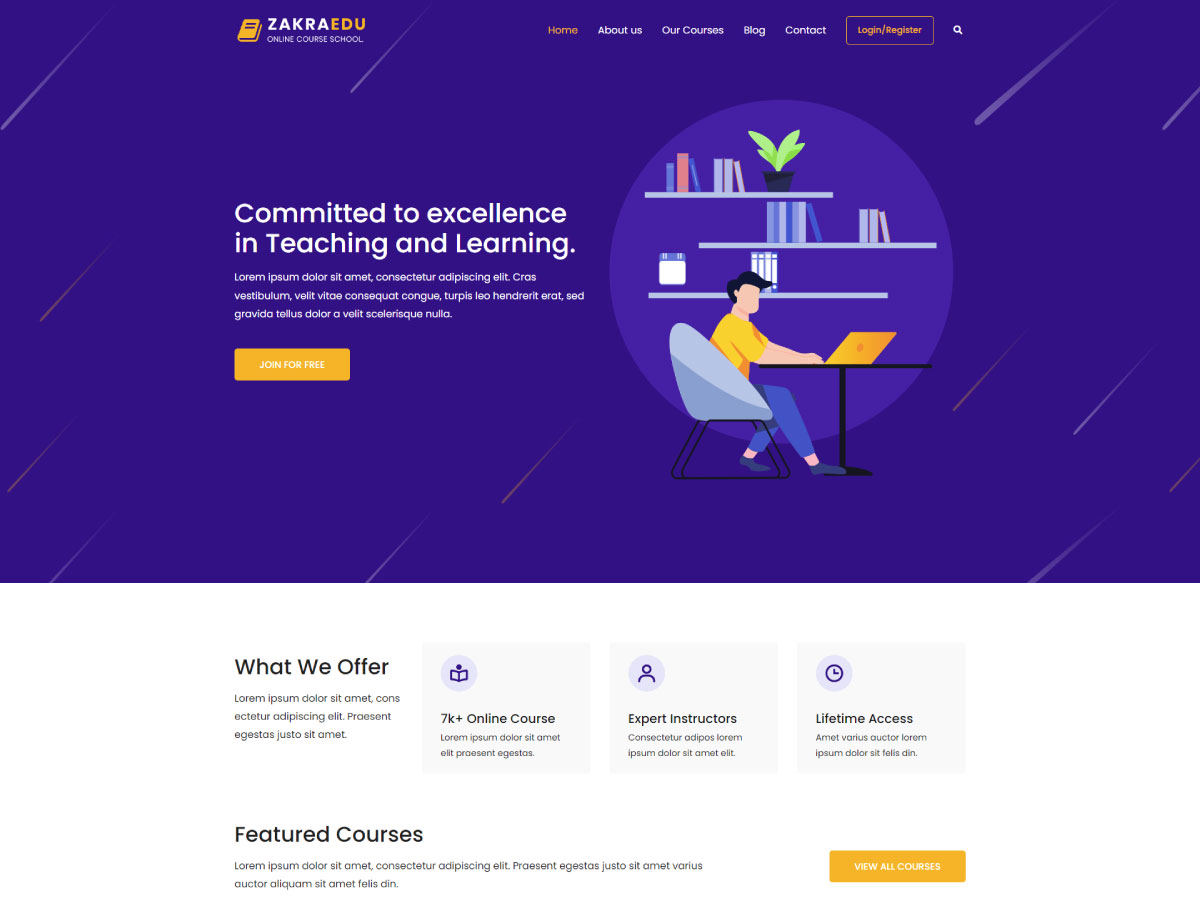 ZAKRAEDU
ONLINE COURSE SCHOOL.
Home About us Our Courses Blog Contact Login/Register
Committed to excellence
in Teaching and Learning.
Lorem ipsum dolor sit amet, consectetur adipiscing elit. Cras
vestibulum, velit vitae consequat congue, turpis leo hendrerit erat, sed
gravida tellus dolor a velit scelerisque nulla.
JOIN FOR FREE
What We Offer
Lorem ipsum dolor sit amet, cons
ectetur adipiscing elit. Praesent
egestas justo sit amet.
7k+ Online Course
Lorem ipsum dolor sit amet
elit praesent egestas.
Expert Instructors
Consectetur adipos lorem
ipsum dolor sit amet elit.
Lifetime Access
Amet varius auctor lorem
ipsum dolor sit felis din.
Featured Courses
Lorem ipsum dolor sit amet, consectetur adipiscing elit. Praesent egestas justo sit amet varius
auctor aliquam sit amet felis din.
VIEW ALL COURSES